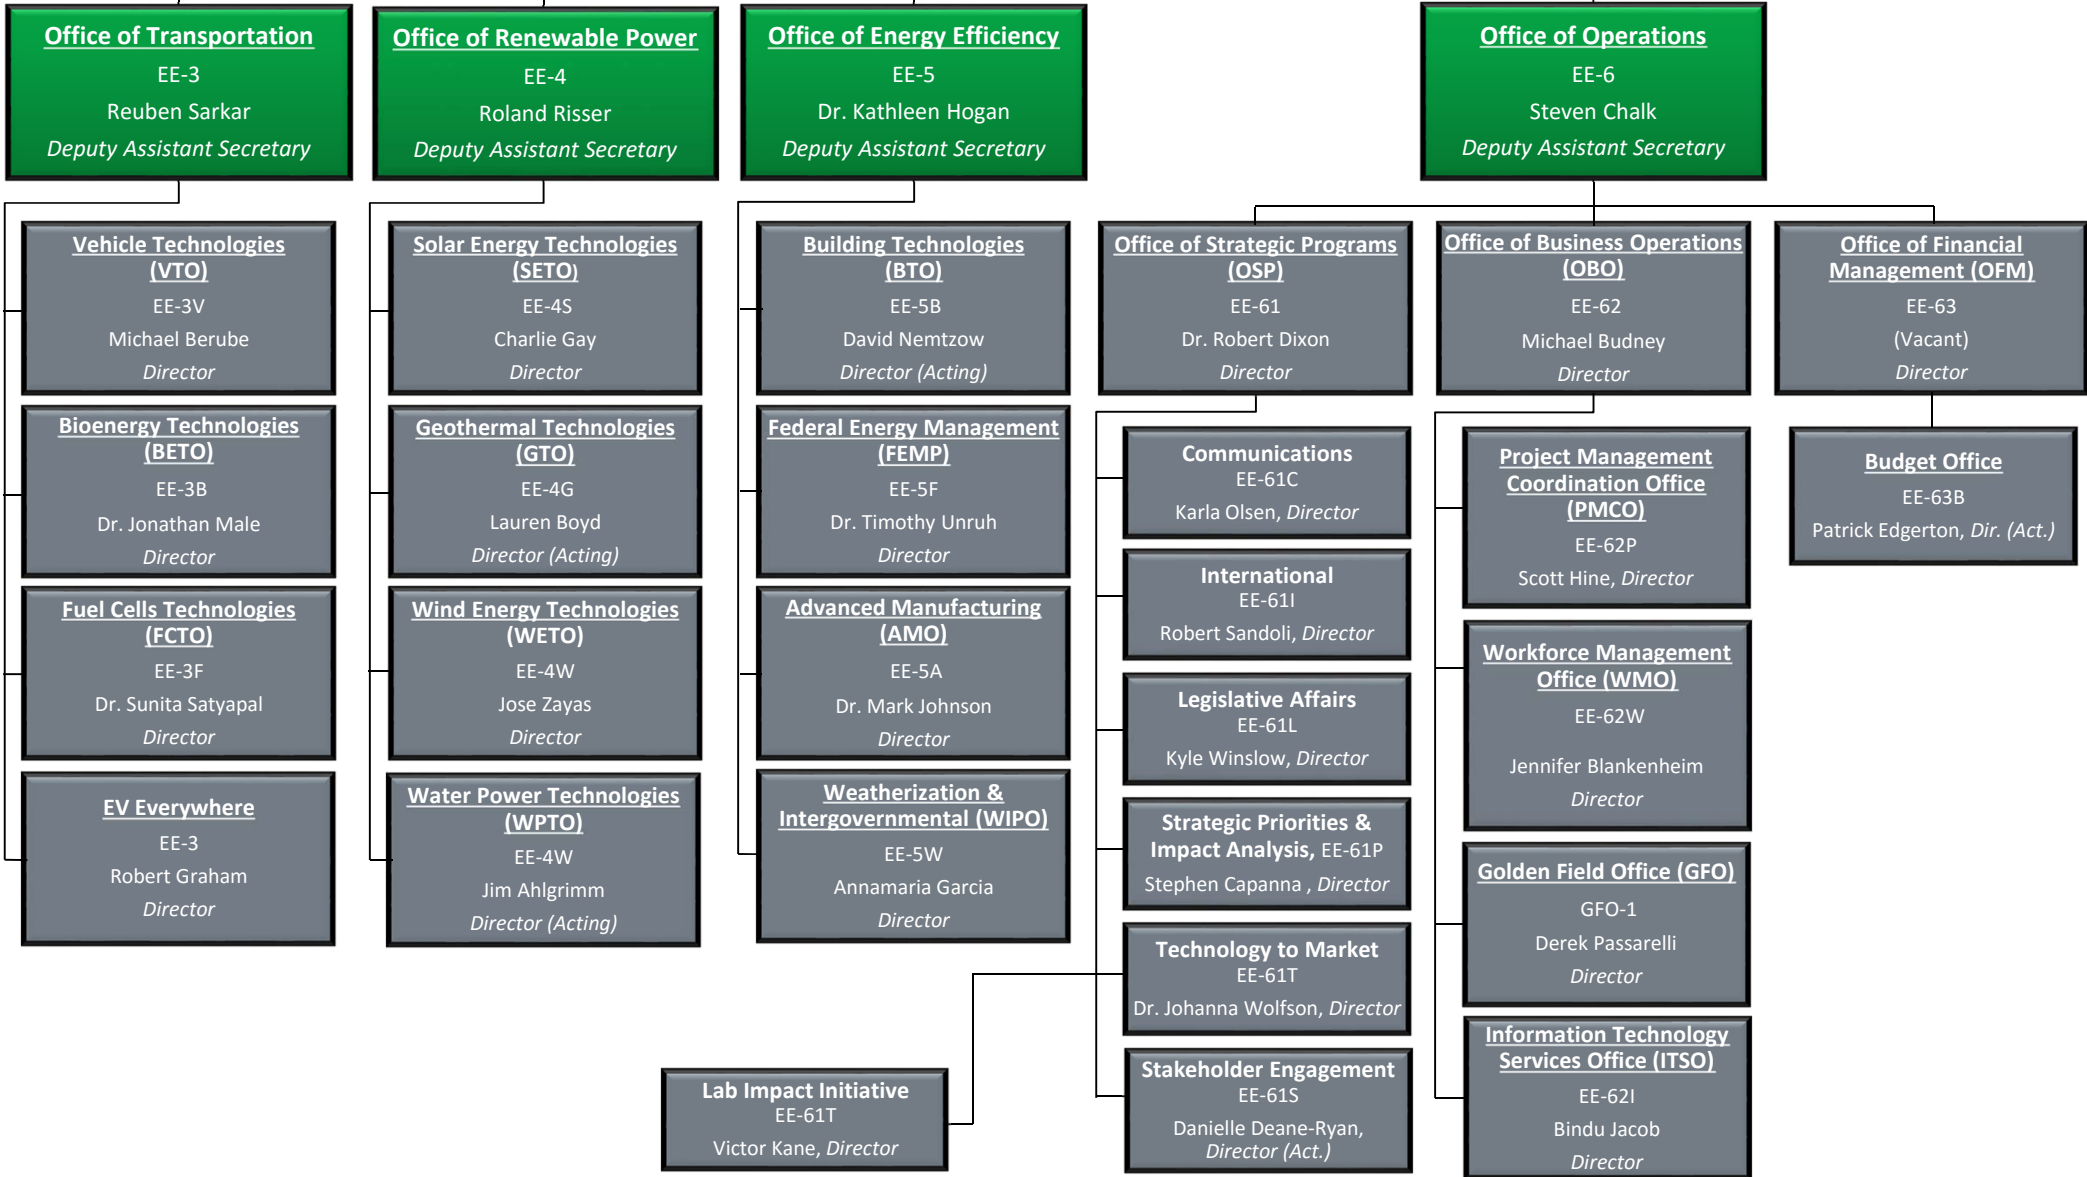 Office of Transportation
EE-3
Reuben Sarkar
Deputy Assistant Secretary
Office of Renewable Power
EE-4
Roland Risser
Deputy Assistant Secretary
Office of Energy Efficiency
EE-5
Dr. Kathleen Hogan
Deputy Assistant Secretary
Office of Operations
EE-6
Steven Chalk
Deputy Assistant Secretary
Vehicle Technologies
(VTO)
EE-3V
Michael Berube
Director
Bioenergy Technologies
(BETO)
EE-3B
Dr. Jonathan Male
Director
Fuel Cells Technologies
(FCTO)
EE-3F
Dr. Sunita Satyapal
Director
EV Everywhere
EE-3
Robert Graham
Director
Solar Energy Technologies
(SETO)
EE-4S
Charlie Gay
Director
Geothermal Technologies
(GTO)
EE-4G
Lauren Boyd
Director (Acting)
Wind Energy Technologies
(WETO)
EE-4W
Jose Zayas
Director
Water Power Technologies
(WPTO)
EE-4W
Jim Ahlgrimm
Director (Acting)
Building Technologies
(BTO)
EE-5B
David Nemtzow
Director (Acting)
Federal Energy Management
(FEMP)
EE-5F
Dr. Timothy Unruh
Director
Advanced Manufacturing
(AMO)
EE-5A
Dr. Mark Johnson
Director
Weatherization &
Intergovernmental (WIPO)
EE-5W
Annamaria Garcia
Director
Office of Strategic Programs
(OSP)
EE-61
Dr. Robert Dixon
Director
Communications
EE-61C
Karla Olsen, Director
International
EE-61I
Robert Sandoli, Director
Legislative Affairs
EE-61L
Kyle Winslow, Director
Strategic Priorities &
Impact Analysis, EE-61P
Stephen Capanna , Director
Technology to Market
EE-61T
Dr. Johanna Wolfson, Director
Stakeholder Engagement
EE-61S
Danielle Deane-Ryan,
Director (Act.)
Lab Impact Initiative
EE-61T
Victor Kane, Director
Office of Business Operations
(OBO)
EE-62
Michael Budney
Director
Project Management
Coordination Office
(PMCO)
EE-62P
Scott Hine, Director
Workforce Management
Office (WMO)
EE-62W
Jennifer Blankenheim
Director
Golden Field Office (GFO)
GFO-1
Derek Passarelli
Director
Information Technology
Services Office (ITSO)
EE-62I
Bindu Jacob
Director
Office of Financial
Management (OFM)
EE-63
(Vacant)
Director
Budget Office
EE-63B
Patrick Edgerton, Dir. (Act.)